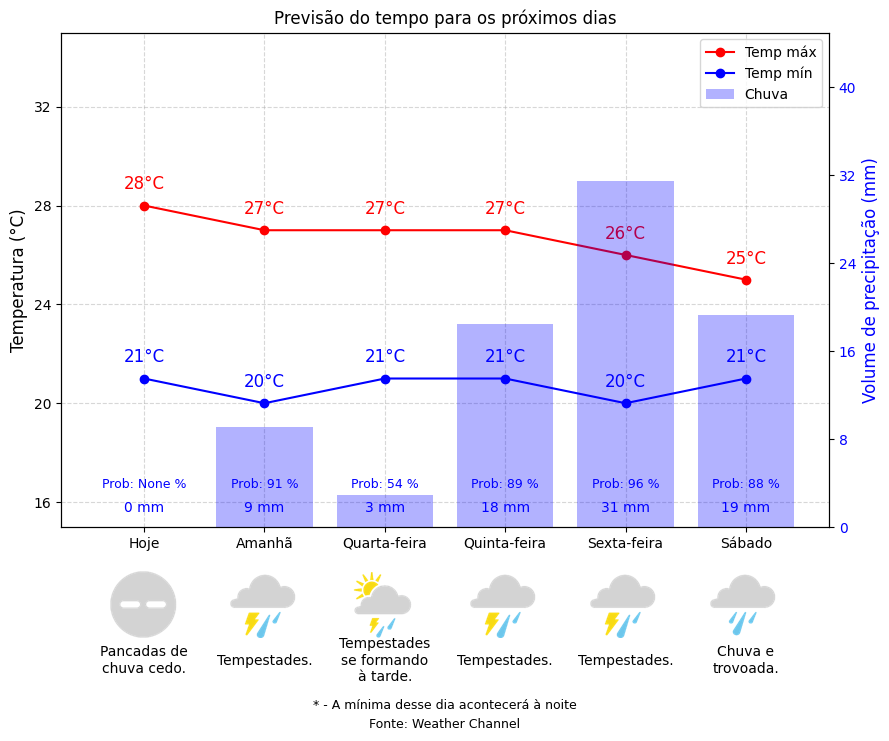 Previsão do tempo para os próximos dias
Temp máx
Temp mín
Chuva
Temperatura (°C)
32
28
24
20
16
Volume de precipitação (mm)
40
32
24
16
8
0
28°C
27°C
27°C
27°C
26°C
25°C
21°C
20°C
21°C
21°C
20°C
21°C
Prob: None %
Prob: 91 %
Prob: 54 %
Prob: 89 %
Prob: 96 %
Prob: 88 %
0 mm
9 mm
3 mm
18 mm
31 mm
19 mm
Hoje
Amanhã
Quarta-feira
Quinta-feira
Sexta-feira
Sábado
Pancadas de
chuva cedo.
Tempestades.
Tempestades
se formando
à tarde.
Tempestades.
Tempestades.
Chuva e
trovoada.
* - A mínima desse dia acontecerá à noite
Fonte: Weather Channel